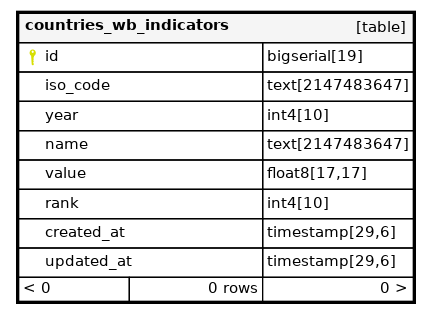 countries_wb_indicators [table]
id bigserial[19]
iso_code text[2147483647]
year int4[10]
name text[2147483647]
value float8[17,17]
rank int4[10]
created_at timestamp[29,6]
updated_at timestamp[29,6]
< 0 0 rows 0 >